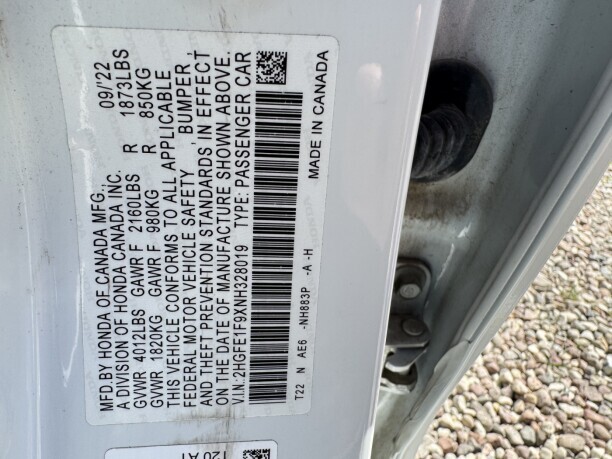 MFD. BY HONDA OF CANADA MFG., 09/22
A DIVISION OF HONDA CANADA INC.
GVWR 4012LBS GAWR F 2160LBS R 1873LBS
GVWR 1820KG GAWR F 980KG R 850KG
THIS VEHICLE CONFORMS TO ALL APPLICABLE
FEDERAL MOTOR VEHICLE SAFETY, BUMPER,
AND THEFT PREVENTION STANDARDS, IN EFFECT
ON THE DATE OF MANUFACTURE SHOWN ABOVE.
V.I.N.:2HGFE1F9XNH328019 TYPE: PASSENGER CAR
T22 N AE6 -NH883P -A -H
MADE IN CANADA